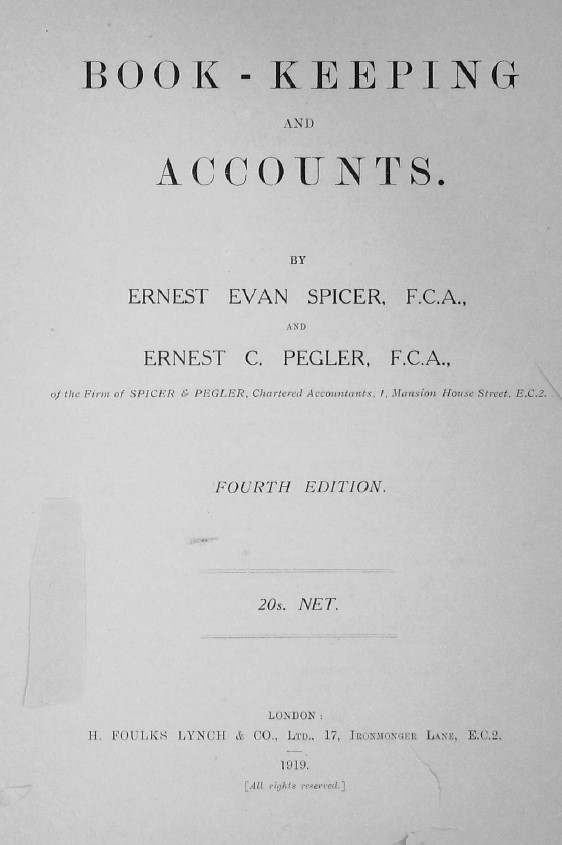 BOOK - KEEPING
AND
ACCOUNTS.
BY
ERNEST EVAN SPICER, F.C.A.,
AND
ERNEST C. PEGLER, F.C.A.,
of the Firm of SPICER & PEGLER, Chartered Accountants, 1, Mansion House Street, E.C.2.
FOURTH EDITION.
20s. NET.
LONDON:
H. FOULKS LYNCH & CO., LTD., 17, IRONMONGER LANE, E.C.2.
1919.
[All rights reserved.]